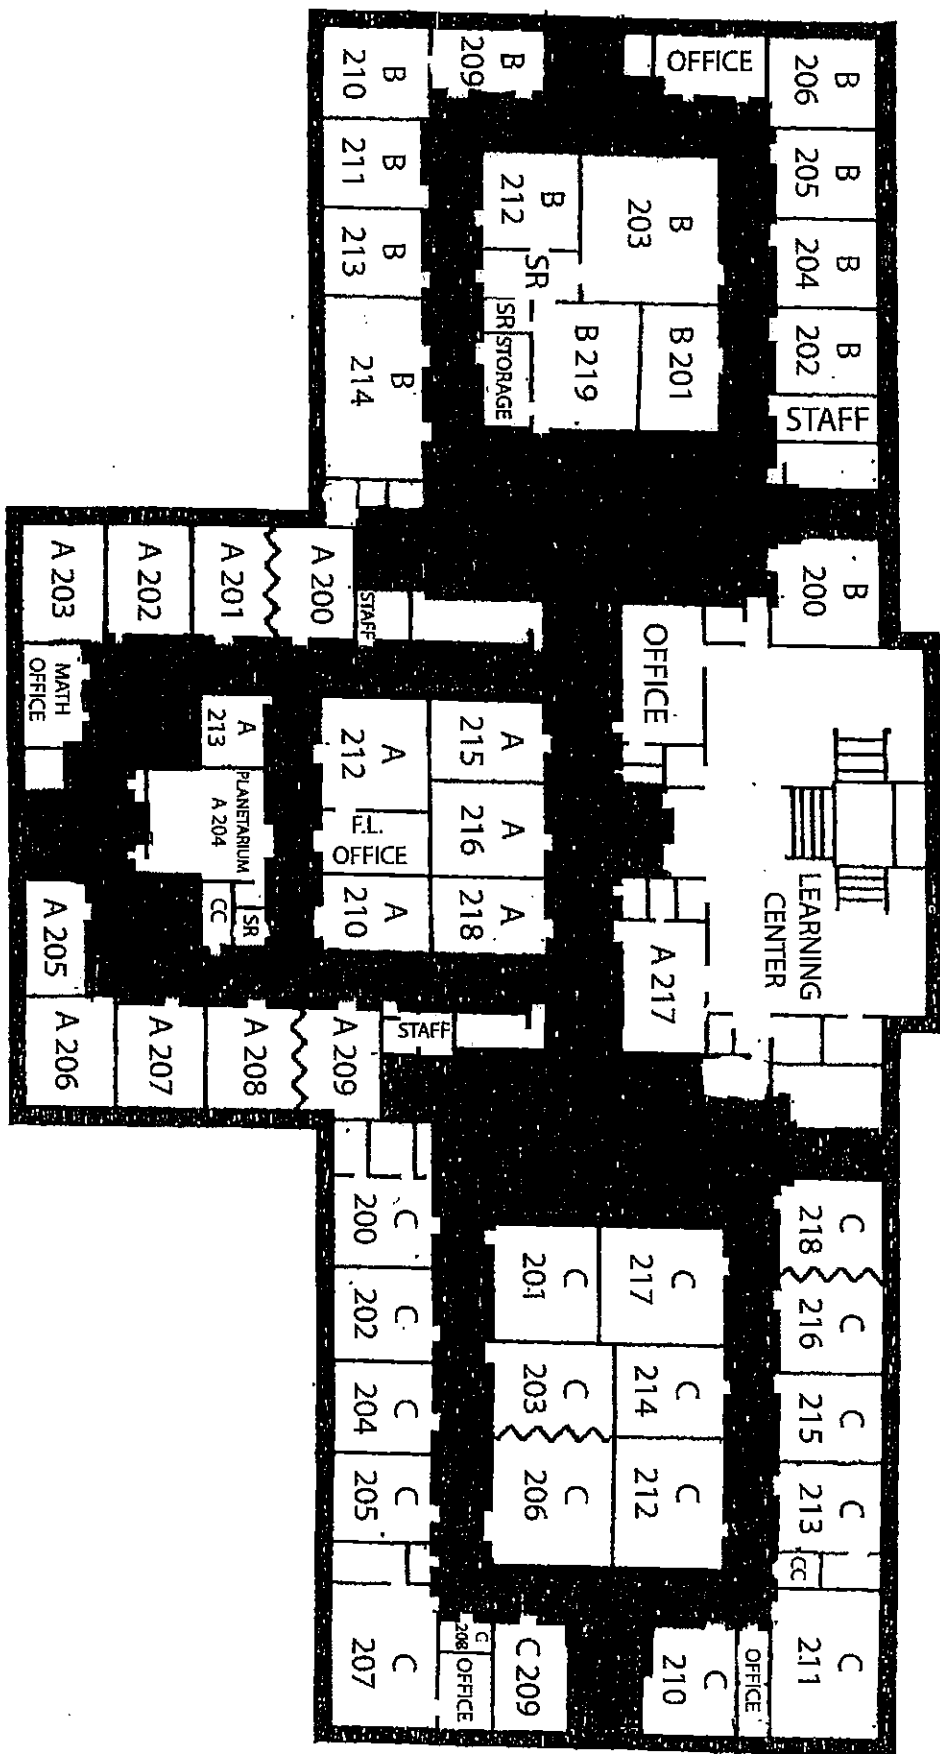 B
206
B
205
B
204
B
202
STAFF
B
200
LEARNING
CENTER
C
218
C
216
C
215
C
213
CC
C
211
OFFICE
B
203
B 201
B 219
OFFICE
A 217
C
217
C
214
C
212
OFFICE
C
210
B
209
B
212
SR
SR
STORAGE
A
215
A
216
A
218
C
201
C
203
C
206
C 209
C
208
OFFICE
B
210
B
211
B
213
B
214
STAFF
A
212
F.L.
OFFICE
A
210
STAFF
C
200
C
202
C
204
C
205
C
207
A 200
A 201
A 202
A 203
A
213
PLANETARIUM
A 204
SR
CC
A 209
A 208
A 207
A 206
MATH
OFFICE
A 205